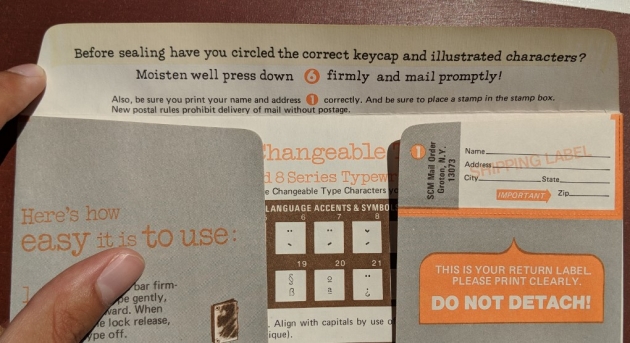 Before sealing have you circled the correct keycap and illustrated characters?
Moisten well press down 6 firmly and mail promptly!
Also, be sure you print your name and address 1 correctly. And be sure to place a stamp in the stamp box.
New postal rules prohibit delivery of mail without postage.
Here's how
easy it is to use:
1
bar firm-
gently,
ward. When
lock release,
type off.
Changeable
8 Series
e Changeable Type Characters
LANGUAGE ACCENTS & SYMBOL
6 7 8
19 20 21
§ º ¨
β ª ¿
. Align with capitals by use o
ique).
1
SCM Mail Order
Groton, N.Y.
13073
Name
Address
City State
IMPORTANT Zip
SHIPPING LABEL
THIS IS YOUR RETURN LABEL.
PLEASE PRINT CLEARLY.
DO NOT DETACH!